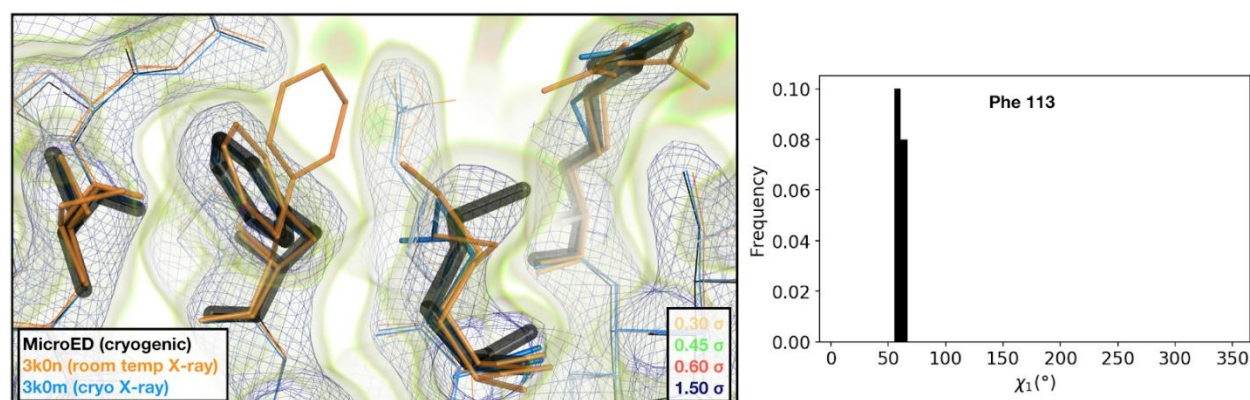 MicroED (cryogenic)
3k0n (room temp X-ray)
3k0m (cryo X-ray)
0.30 σ
0.45 σ
0.60 σ
1.50 σ
Phe 113
Frequency
0.10
0.08
0.06
0.04
0.02
0.00
0 50 100 150 200 250 300 350
χ₁(°)